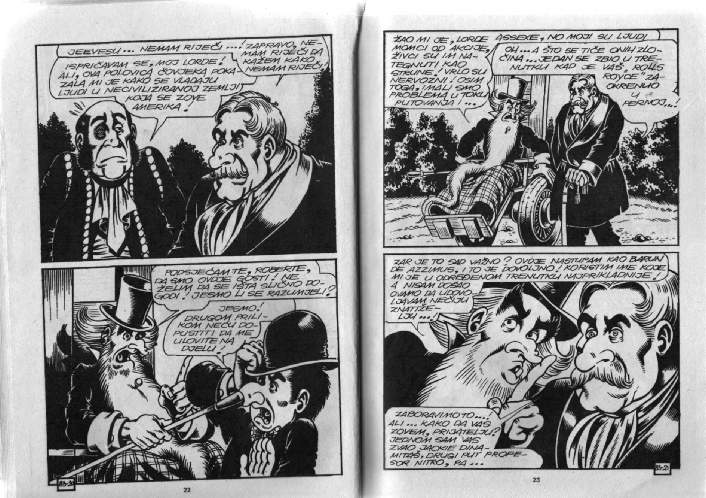 JEEVESU... NEMAM RIJEČI...!
ZAPRAVO, NE-
MAM RIJEČI DA
KAŽEM KAKO
NEMAM RIJEČI!
ISPRIČAVAM SE, MOJ LORDE!
ALI, OVA POLOVICA ČOVJEKA POKA-
ZALA MI JE KAKO SE VLADAJU
LJUDI U NECIVILIZIRANOJ ZEMLJI
KOJA SE ZOVE
AMERIKA!
PODSJEĆAM TE, ROBERTE,
DA SMO OVDJE GOSTI! NE
ŽELIM DA SE IŠTA SLIČNO DO-
GODI! JESMO LI SE RAZUMJELI?
JESMO!
DRUGOM PRILI-
KOM NEĆU DO-
PUSTITI DA ME
ULOVITE NA
DJELU!
22
ŽAO MI JE, LORDE ASSEXE, NO MOJI SU LJUDI
MOMCI OD AKCIJE,
ŽIVCI SU IM NA-
TEGNUTI KAO
STRUNE! VRLO SU
NERVOZNI! OSIM
TOGA, IMALI SMO
PROBLEMA U TOKU
PUTOVANJA!...
OH... A ŠTO SE TIČE ONIH ZLO-
ČINA... JEDAN SE ZBIO U TRE-
NUTKU KAD JE VAŠ "ROLLS
ROYCE" ZA-
OKRENUO
U
PERNOJ...!
ZAR JE TO SAD VAŽNO? OVDJE NASTUPAM KAO BARUN
DE AZZIMUS, I TO JE DOVOLJNO! KORISTIM IME KOJE
MI JE U ODREĐENOM TRENUTKU NAJPRIKLADNIJE!
A NISAM DOŠAO
OVAMO DA UDOVO-
LJAVAM NEČIJU
ZNATIŽE-
LJU...!
ZABORAVIMO TO...
ALI... KAKO DA VAS
ZOVEM, PRIJATELJU?
JEDNOM SAM VAS
ZVAO JACKIE DINA-
MITAŠ, DRUGI PUT PROFE-
SOR NITRO, PA...
23